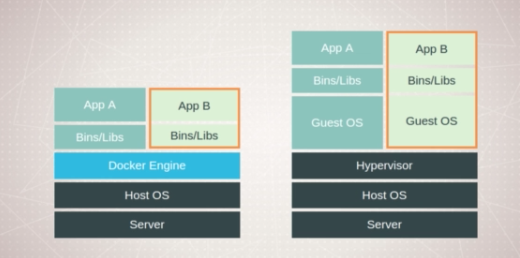 App A
App B
Bins/Libs
Bins/Libs
Docker Engine
Host OS
Server
App A
App B
Bins/Libs
Bins/Libs
Guest OS
Guest OS
Hypervisor
Host OS
Server